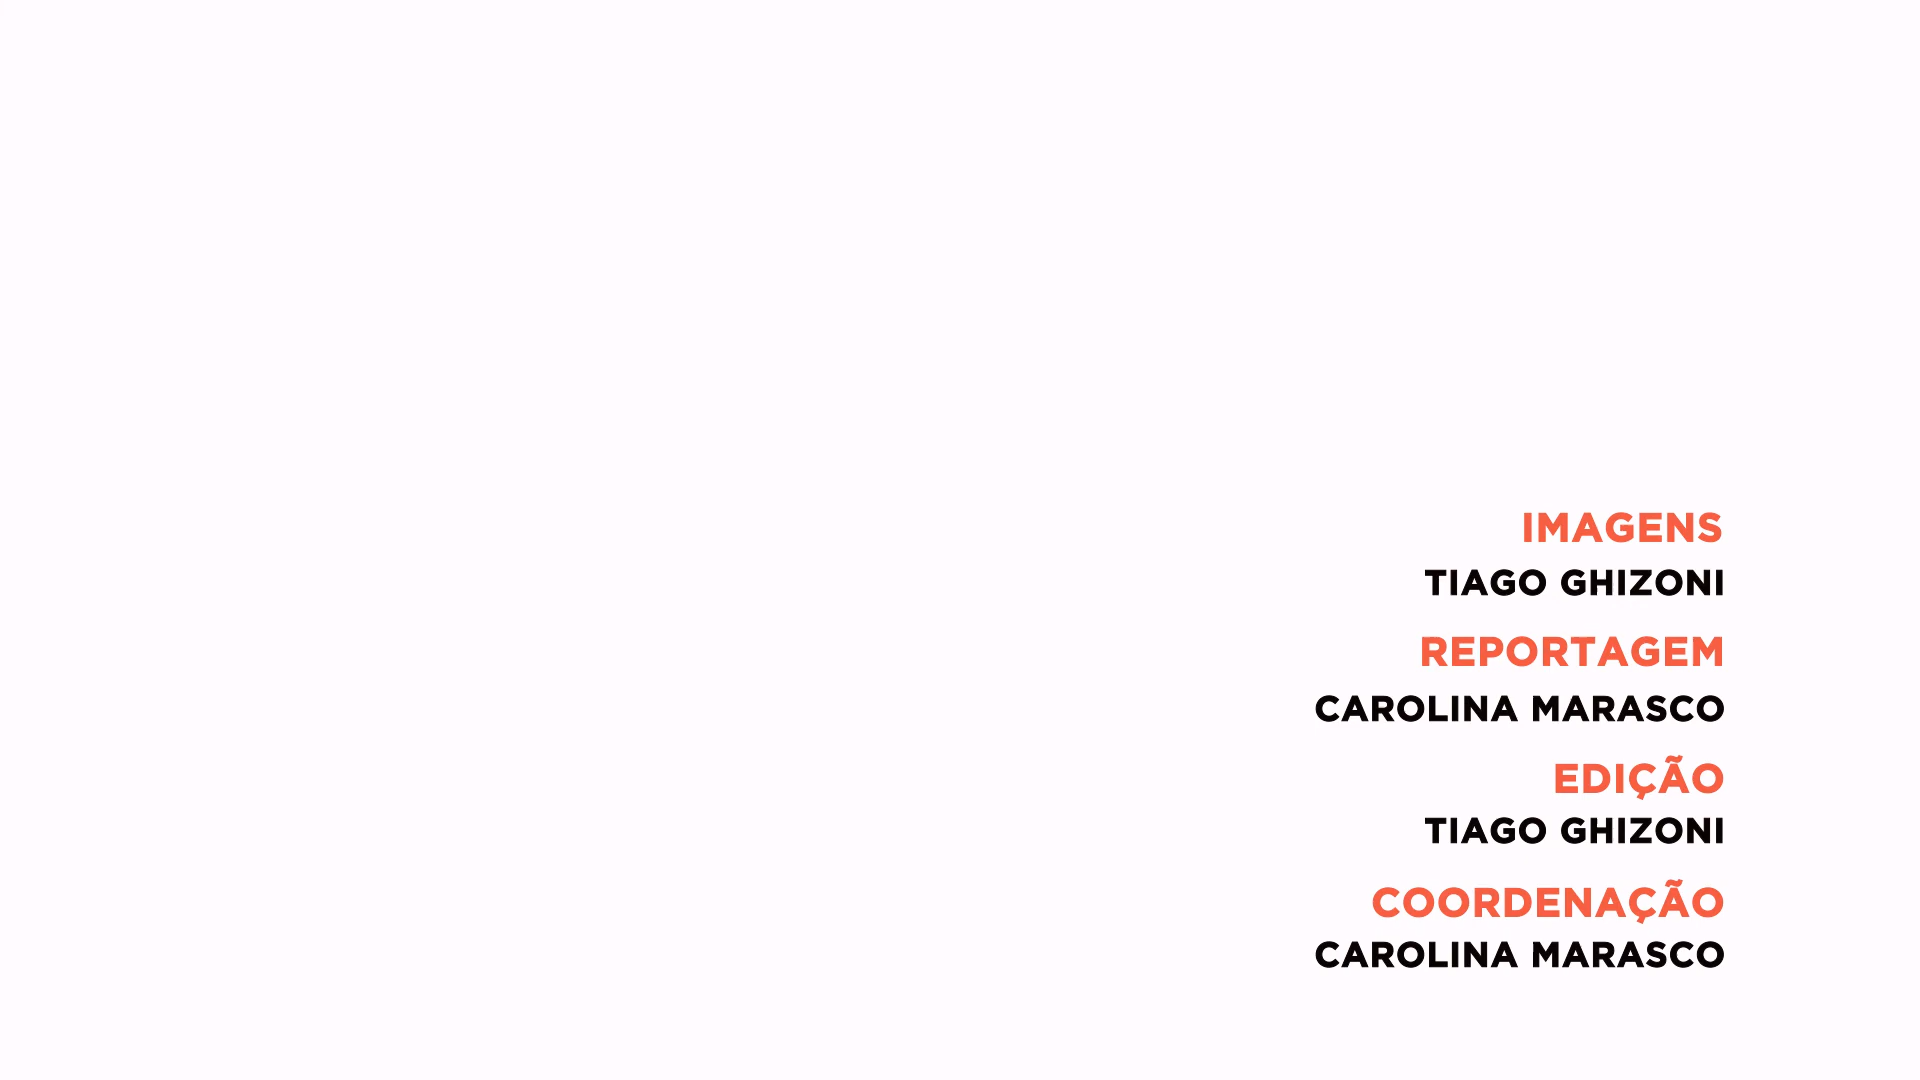 IMAGENS
TIAGO GHIZONI
REPORTAGEM
CAROLINA MARASCO
EDIÇÃO
TIAGO GHIZONI
COORDENAÇÃO
CAROLINA MARASCO